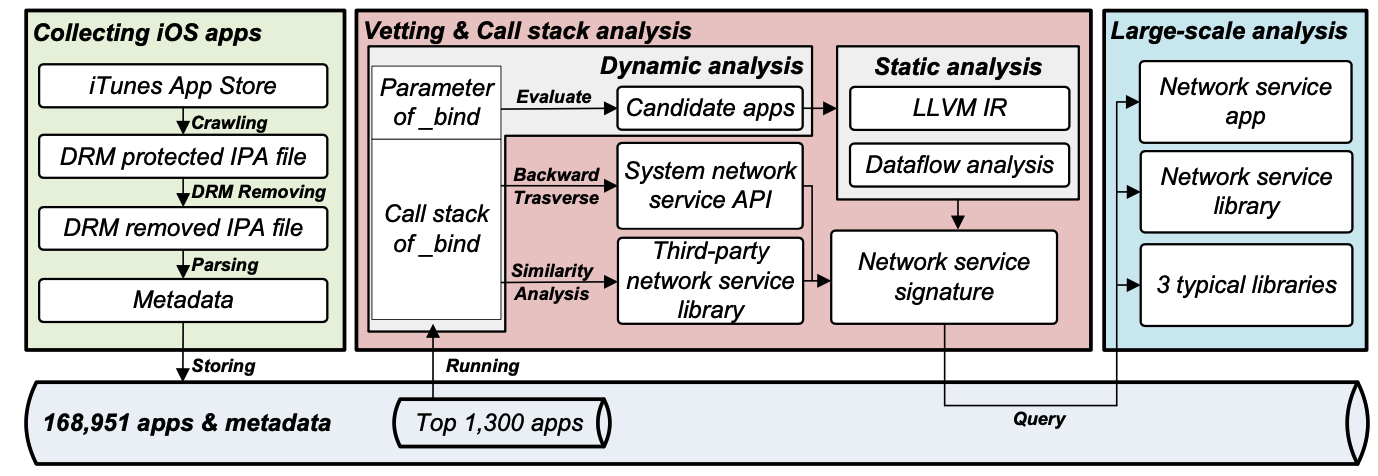 Collecting iOS apps
iTunes App Store
Crawling
DRM protected IPA file
DRM Removing
DRM removed IPA file
Parsing
Metadata
Storing
Vetting & Call stack analysis
Dynamic analysis
Parameter
of _bind
Evaluate
Candidate apps
Call stack
of _bind
Backward
Trasverse
System network
service API
Similarity
Analysis
Third-party
network service
library
Running
Static analysis
LLVM IR
Dataflow analysis
Network service
signature
Large-scale analysis
Network service
app
Network service
library
3 typical libraries
168,951 apps & metadata
Top 1,300 apps
Query